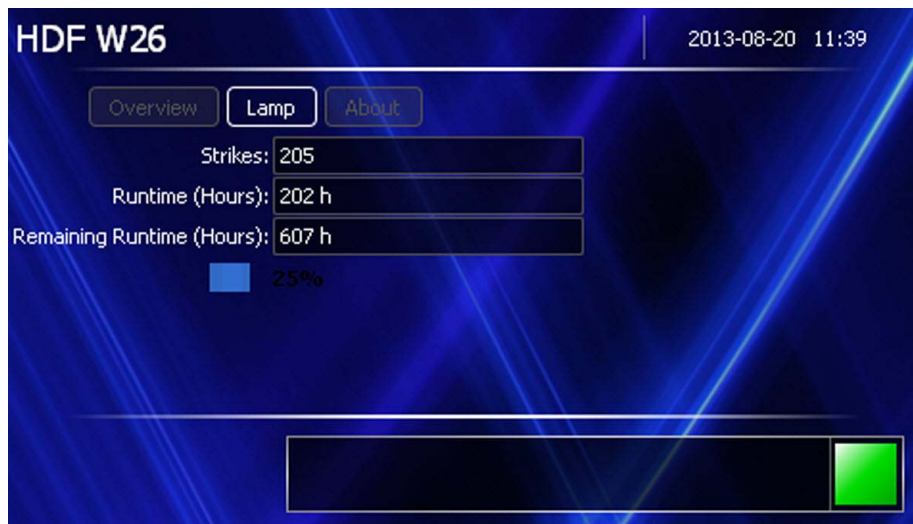 HDF W26
2013-08-20 11:39
Overview Lamp About
Strikes: 205
Runtime (Hours): 202 h
Remaining Runtime (Hours): 607 h
25%